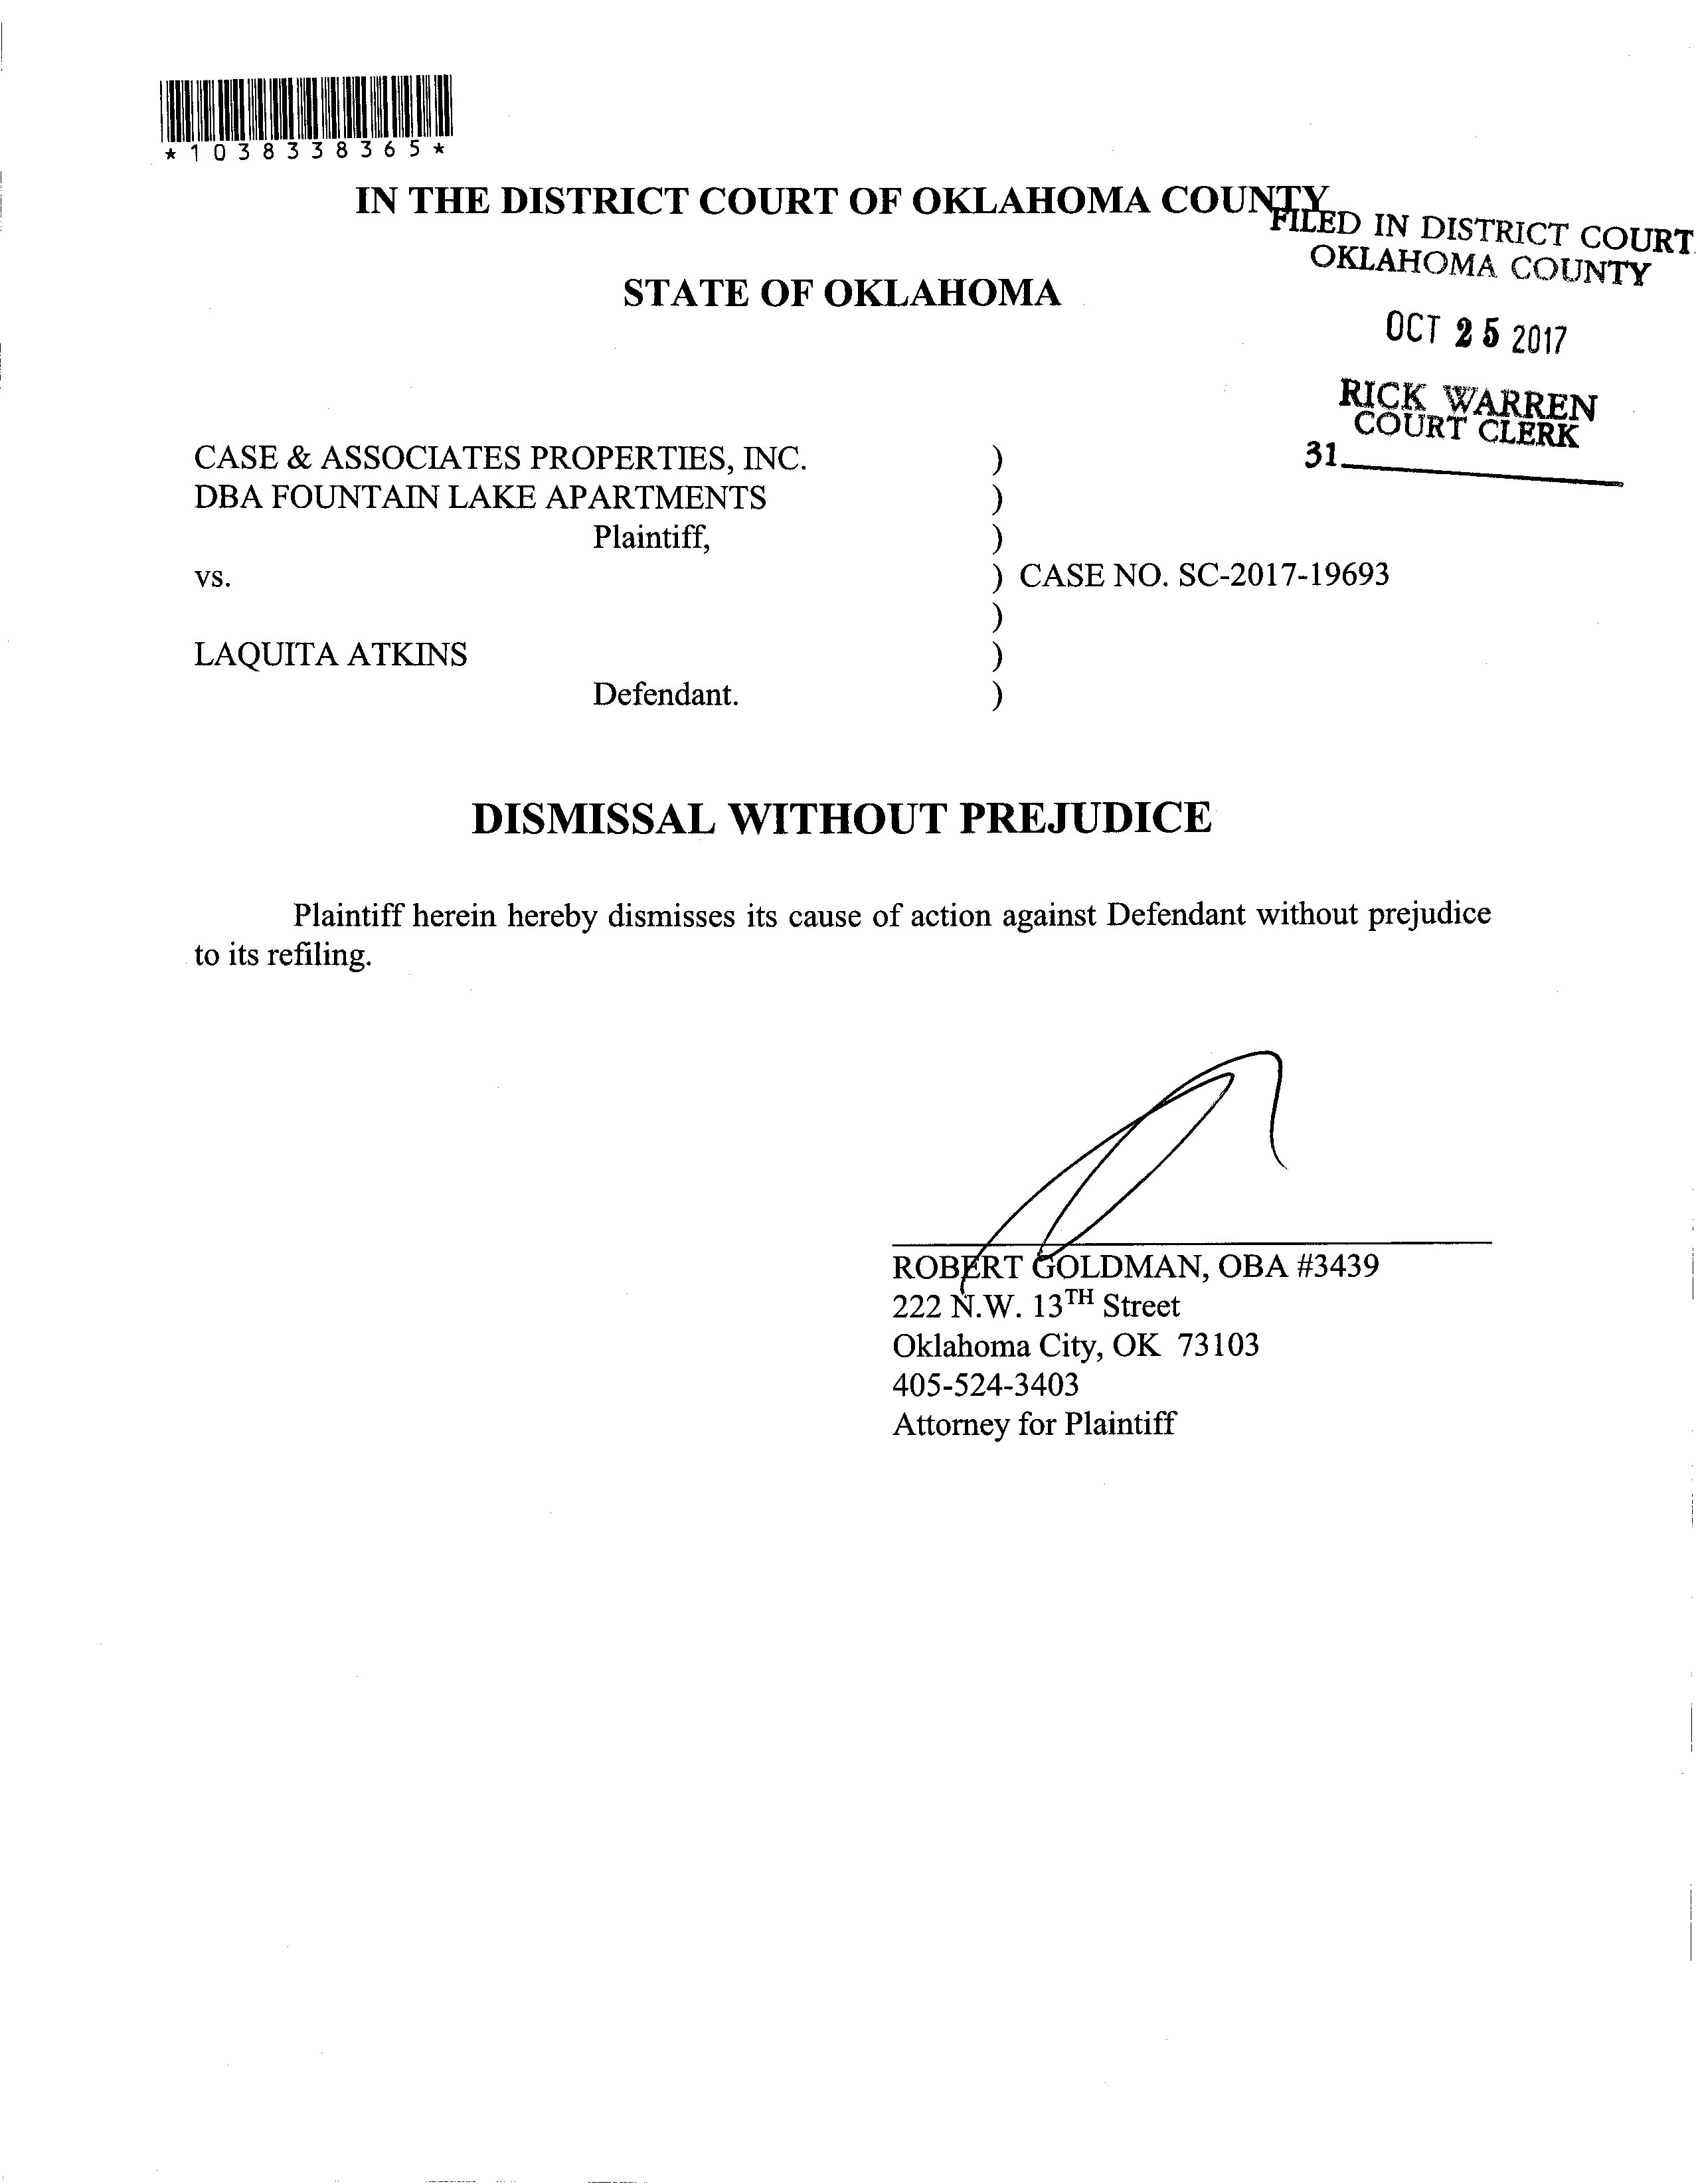 *1038338365*
IN THE DISTRICT COURT OF OKLAHOMA COUNTY
FILED IN DISTRICT COURT
OKLAHOMA COUNTY
STATE OF OKLAHOMA
OCT 25 2017
RICK WARREN
COURT CLERK
31
CASE & ASSOCIATES PROPERTIES, INC. )
DBA FOUNTAIN LAKE APARTMENTS )
Plaintiff, )
vs. ) CASE NO. SC-2017-19693
)
LAQUITA ATKINS )
Defendant. )
DISMISSAL WITHOUT PREJUDICE
Plaintiff herein hereby dismisses its cause of action against Defendant without prejudice
to its refiling.
ROBERT GOLDMAN, OBA #3439
222 N.W. 13TH Street
Oklahoma City, OK 73103
405-524-3403
Attorney for Plaintiff